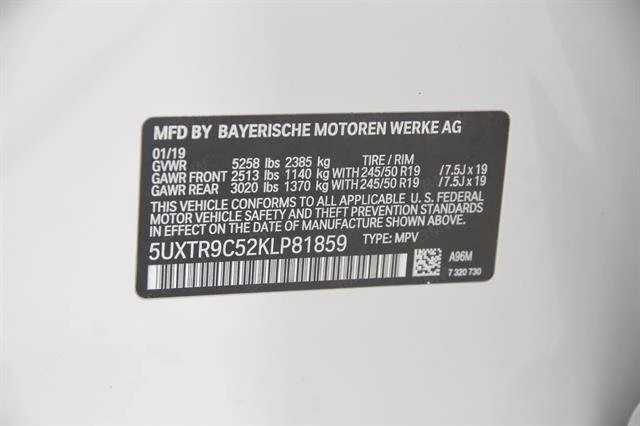 MFD BY BAYERISCHE MOTOREN WERKE AG
01/19
GVWR 5258 lbs 2385 kg TIRE / RIM
GAWR FRONT 2513 lbs 1140 kg WITH 245/50 R19 /7.5J x 19
GAWR REAR 3020 lbs 1370 kg WITH 245/50 R19 /7.5J x 19
THIS VEHICLE CONFORMS TO ALL APPLICABLE U. S. FEDERAL
MOTOR VEHICLE SAFETY AND THEFT PREVENTION STANDARDS
IN EFFECT ON THE DATE OF MANUFACTURE SHOWN ABOVE.
5UXTR9C52KLP81859 TYPE: MPV
A96M
7 320 730